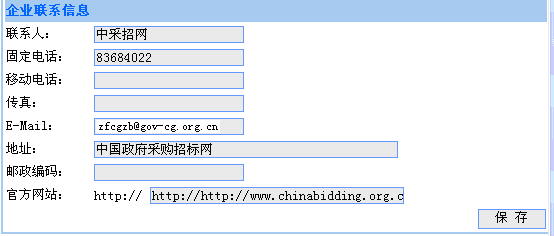 企业联系信息
联系人： 中采招网
固定电话： 83684022
移动电话：
传真：
E-Mail： zfcgzb@gov-cg.org.cn
地址： 中国政府采购招标网
邮政编码：
官方网站： http:// http://http://www.chinabidding.org.c
保 存